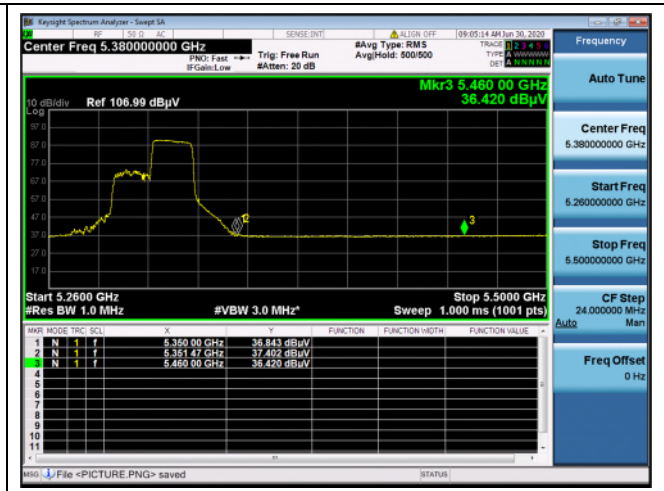 Keysight Spectrum Analyzer - Swept SA
RF 50 Ω AC SENSE:INT ALIGN OFF 09:05:14 AM Jun 30, 2020
Center Freq 5.380000000 GHz
PNO: Fast
IFGain:Low
Trig: Free Run
#Atten: 20 dB
#Avg Type: RMS
Avg|Hold: 500/500
TRACE 1 2 3 4 5 6
TYPE A WWWWW
DET A N N N N N
Mkr3 5.460 00 GHz
36.420 dBµV
10 dB/div Ref 106.99 dBµV
Log
97.0
87.0
77.0
67.0
57.0
47.0
37.0
27.0
17.0
2
3
Start 5.2600 GHz Stop 5.5000 GHz
#Res BW 1.0 MHz #VBW 3.0 MHz* Sweep 1.000 ms (1001 pts)
MKR MODE TRC SCL X Y FUNCTION FUNCTION WIDTH FUNCTION VALUE
1 N 1 f 5.350 00 GHz 36.843 dBµV
2 N 1 f 5.351 47 GHz 37.402 dBµV
3 N 1 f 5.460 00 GHz 36.420 dBµV
4
5
6
7
8
9
10
11
MSG File <PICTURE.PNG> saved STATUS
Frequency
Auto Tune
Center Freq
5.380000000 GHz
Start Freq
5.260000000 GHz
Stop Freq
5.500000000 GHz
CF Step
24.000000 MHz
Auto Man
Freq Offset
0 Hz